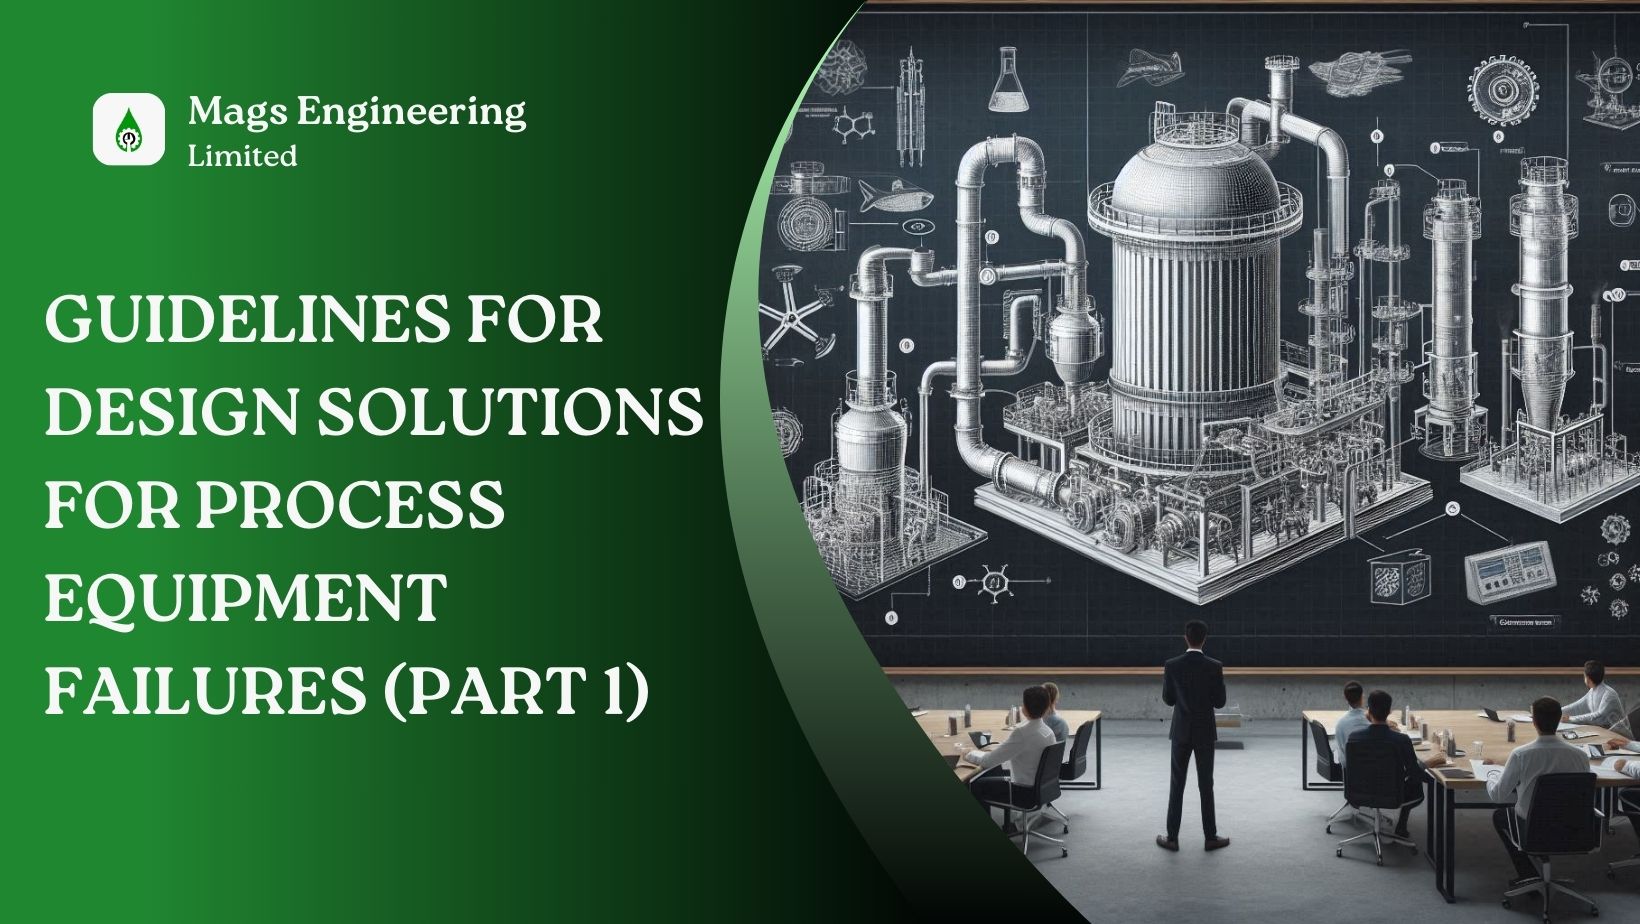 Mags Engineering
Limited
GUIDELINES FOR
DESIGN SOLUTIONS
FOR PROCESS
EQUIPMENT
FAILURES (PART 1)